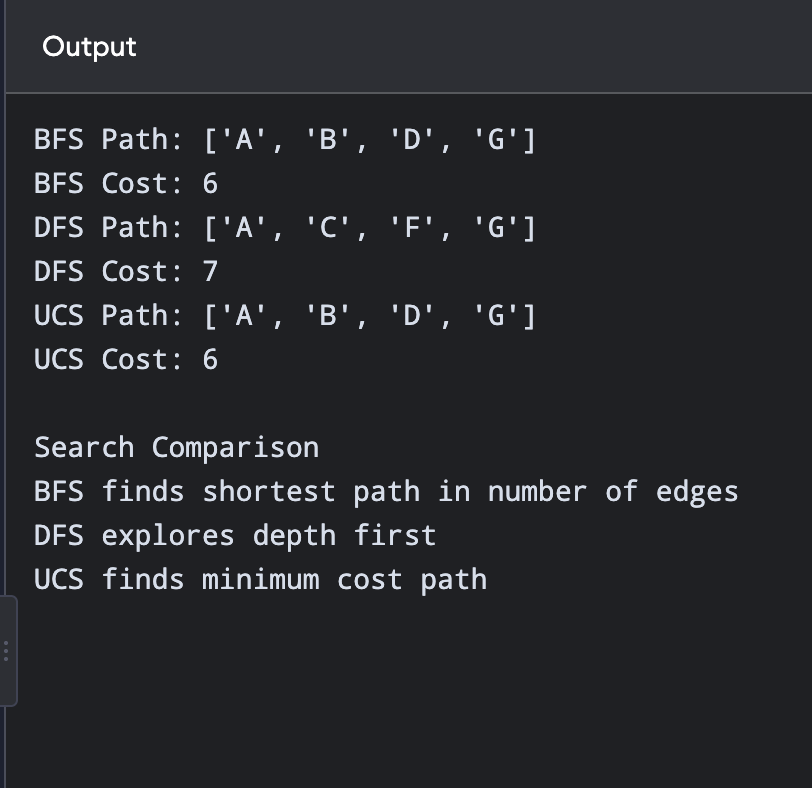 Output
BFS Path: ['A', 'B', 'D', 'G']
BFS Cost: 6
DFS Path: ['A', 'C', 'F', 'G']
DFS Cost: 7
UCS Path: ['A', 'B', 'D', 'G']
UCS Cost: 6
Search Comparison
BFS finds shortest path in number of edges
DFS explores depth first
UCS finds minimum cost path